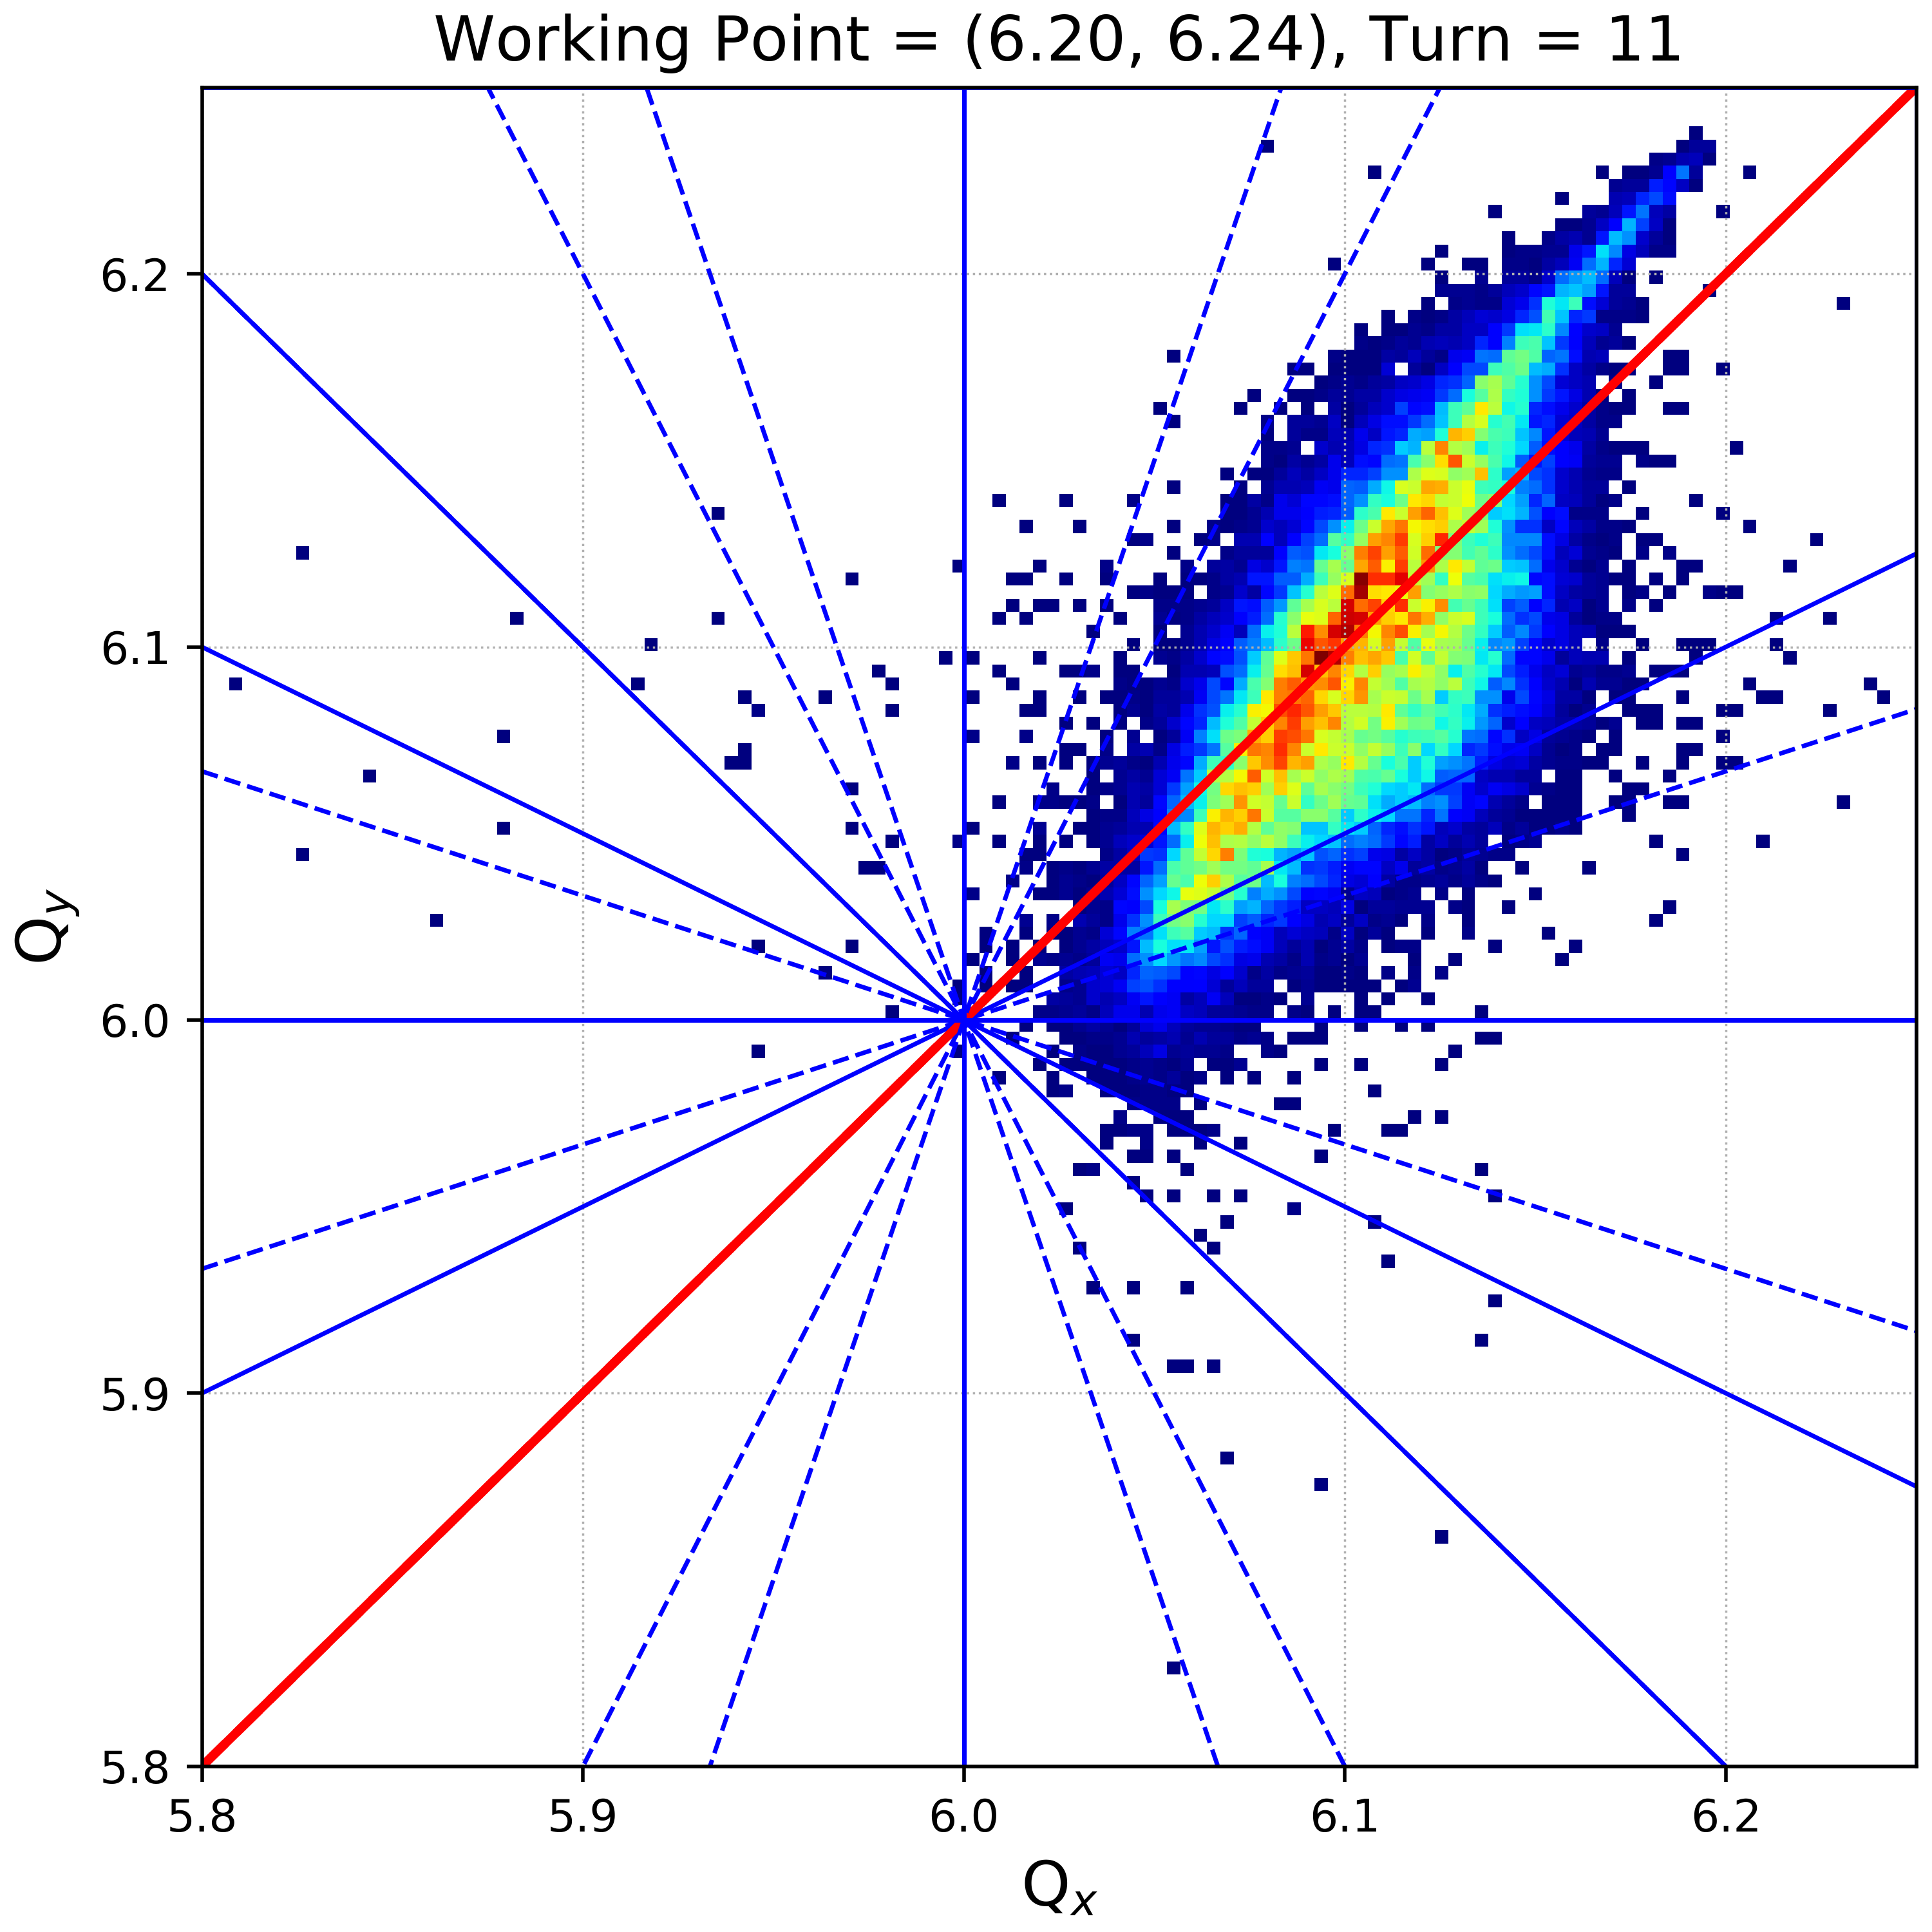 Working Point = (6.20, 6.24), Turn = 11
6.2
6.1
6.0
5.9
5.8
Qy
5.8 5.9 6.0 6.1 6.2
Qx